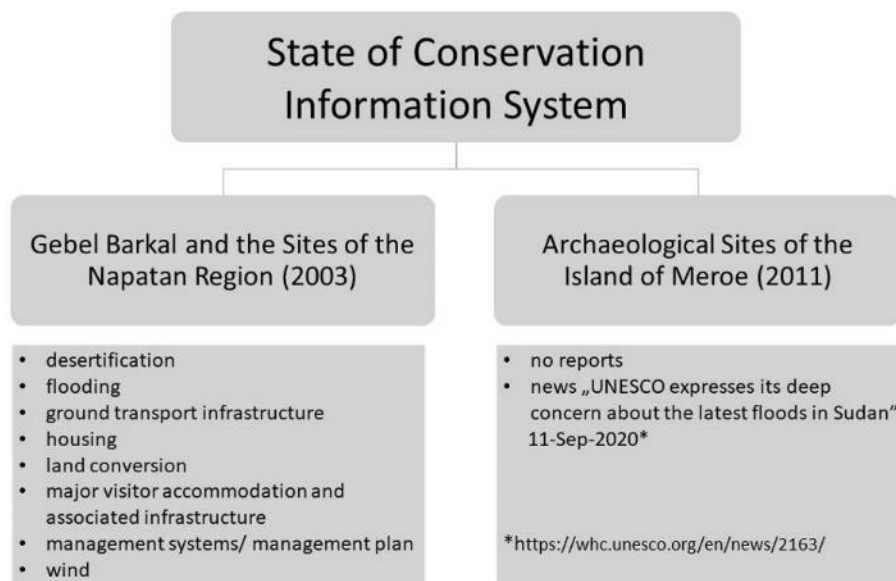 State of Conservation
Information System
Gebel Barkal and the Sites of the
Napatan Region (2003)
• desertification
• flooding
• ground transport infrastructure
• housing
• land conversion
• major visitor accommodation and
associated infrastructure
• management systems/ management plan
• wind
Archaeological Sites of the
Island of Meroe (2011)
• no reports
• news „UNESCO expresses its deep
concern about the latest floods in Sudan”
11-Sep-2020*
*https://whc.unesco.org/en/news/2163/